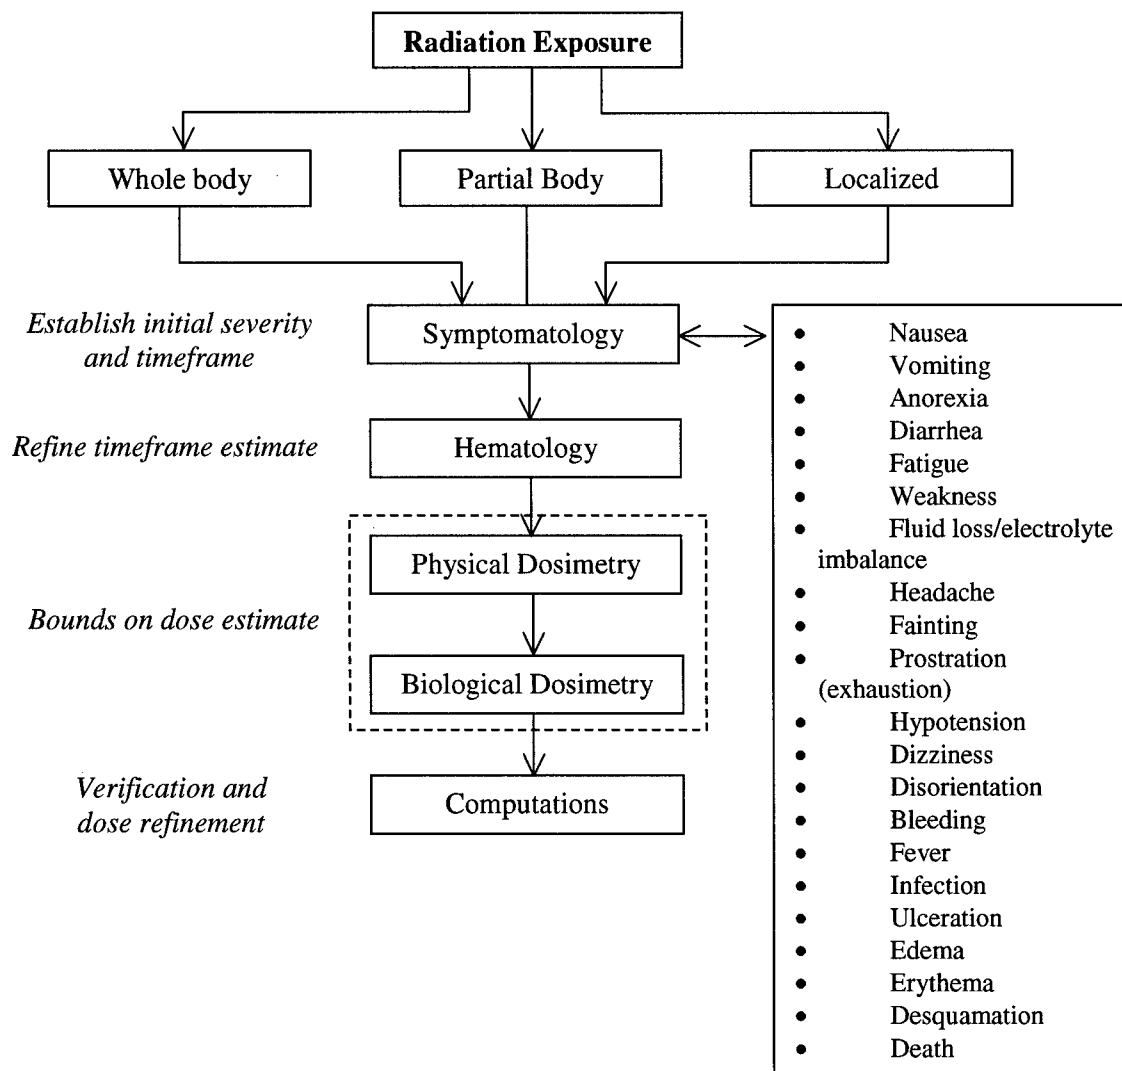 Radiation Exposure
Whole body
Partial Body
Localized
Establish initial severity
and timeframe
Symptomatology
Refine timeframe estimate
Hematology
Bounds on dose estimate
Physical Dosimetry
Biological Dosimetry
Verification and
dose refinement
Computations
• Nausea
• Vomiting
• Anorexia
• Diarrhea
• Fatigue
• Weakness
• Fluid loss/electrolyte
imbalance
• Headache
• Fainting
• Prostration
(exhaustion)
• Hypotension
• Dizziness
• Disorientation
• Bleeding
• Fever
• Infection
• Ulceration
• Edema
• Erythema
• Desquamation
• Death